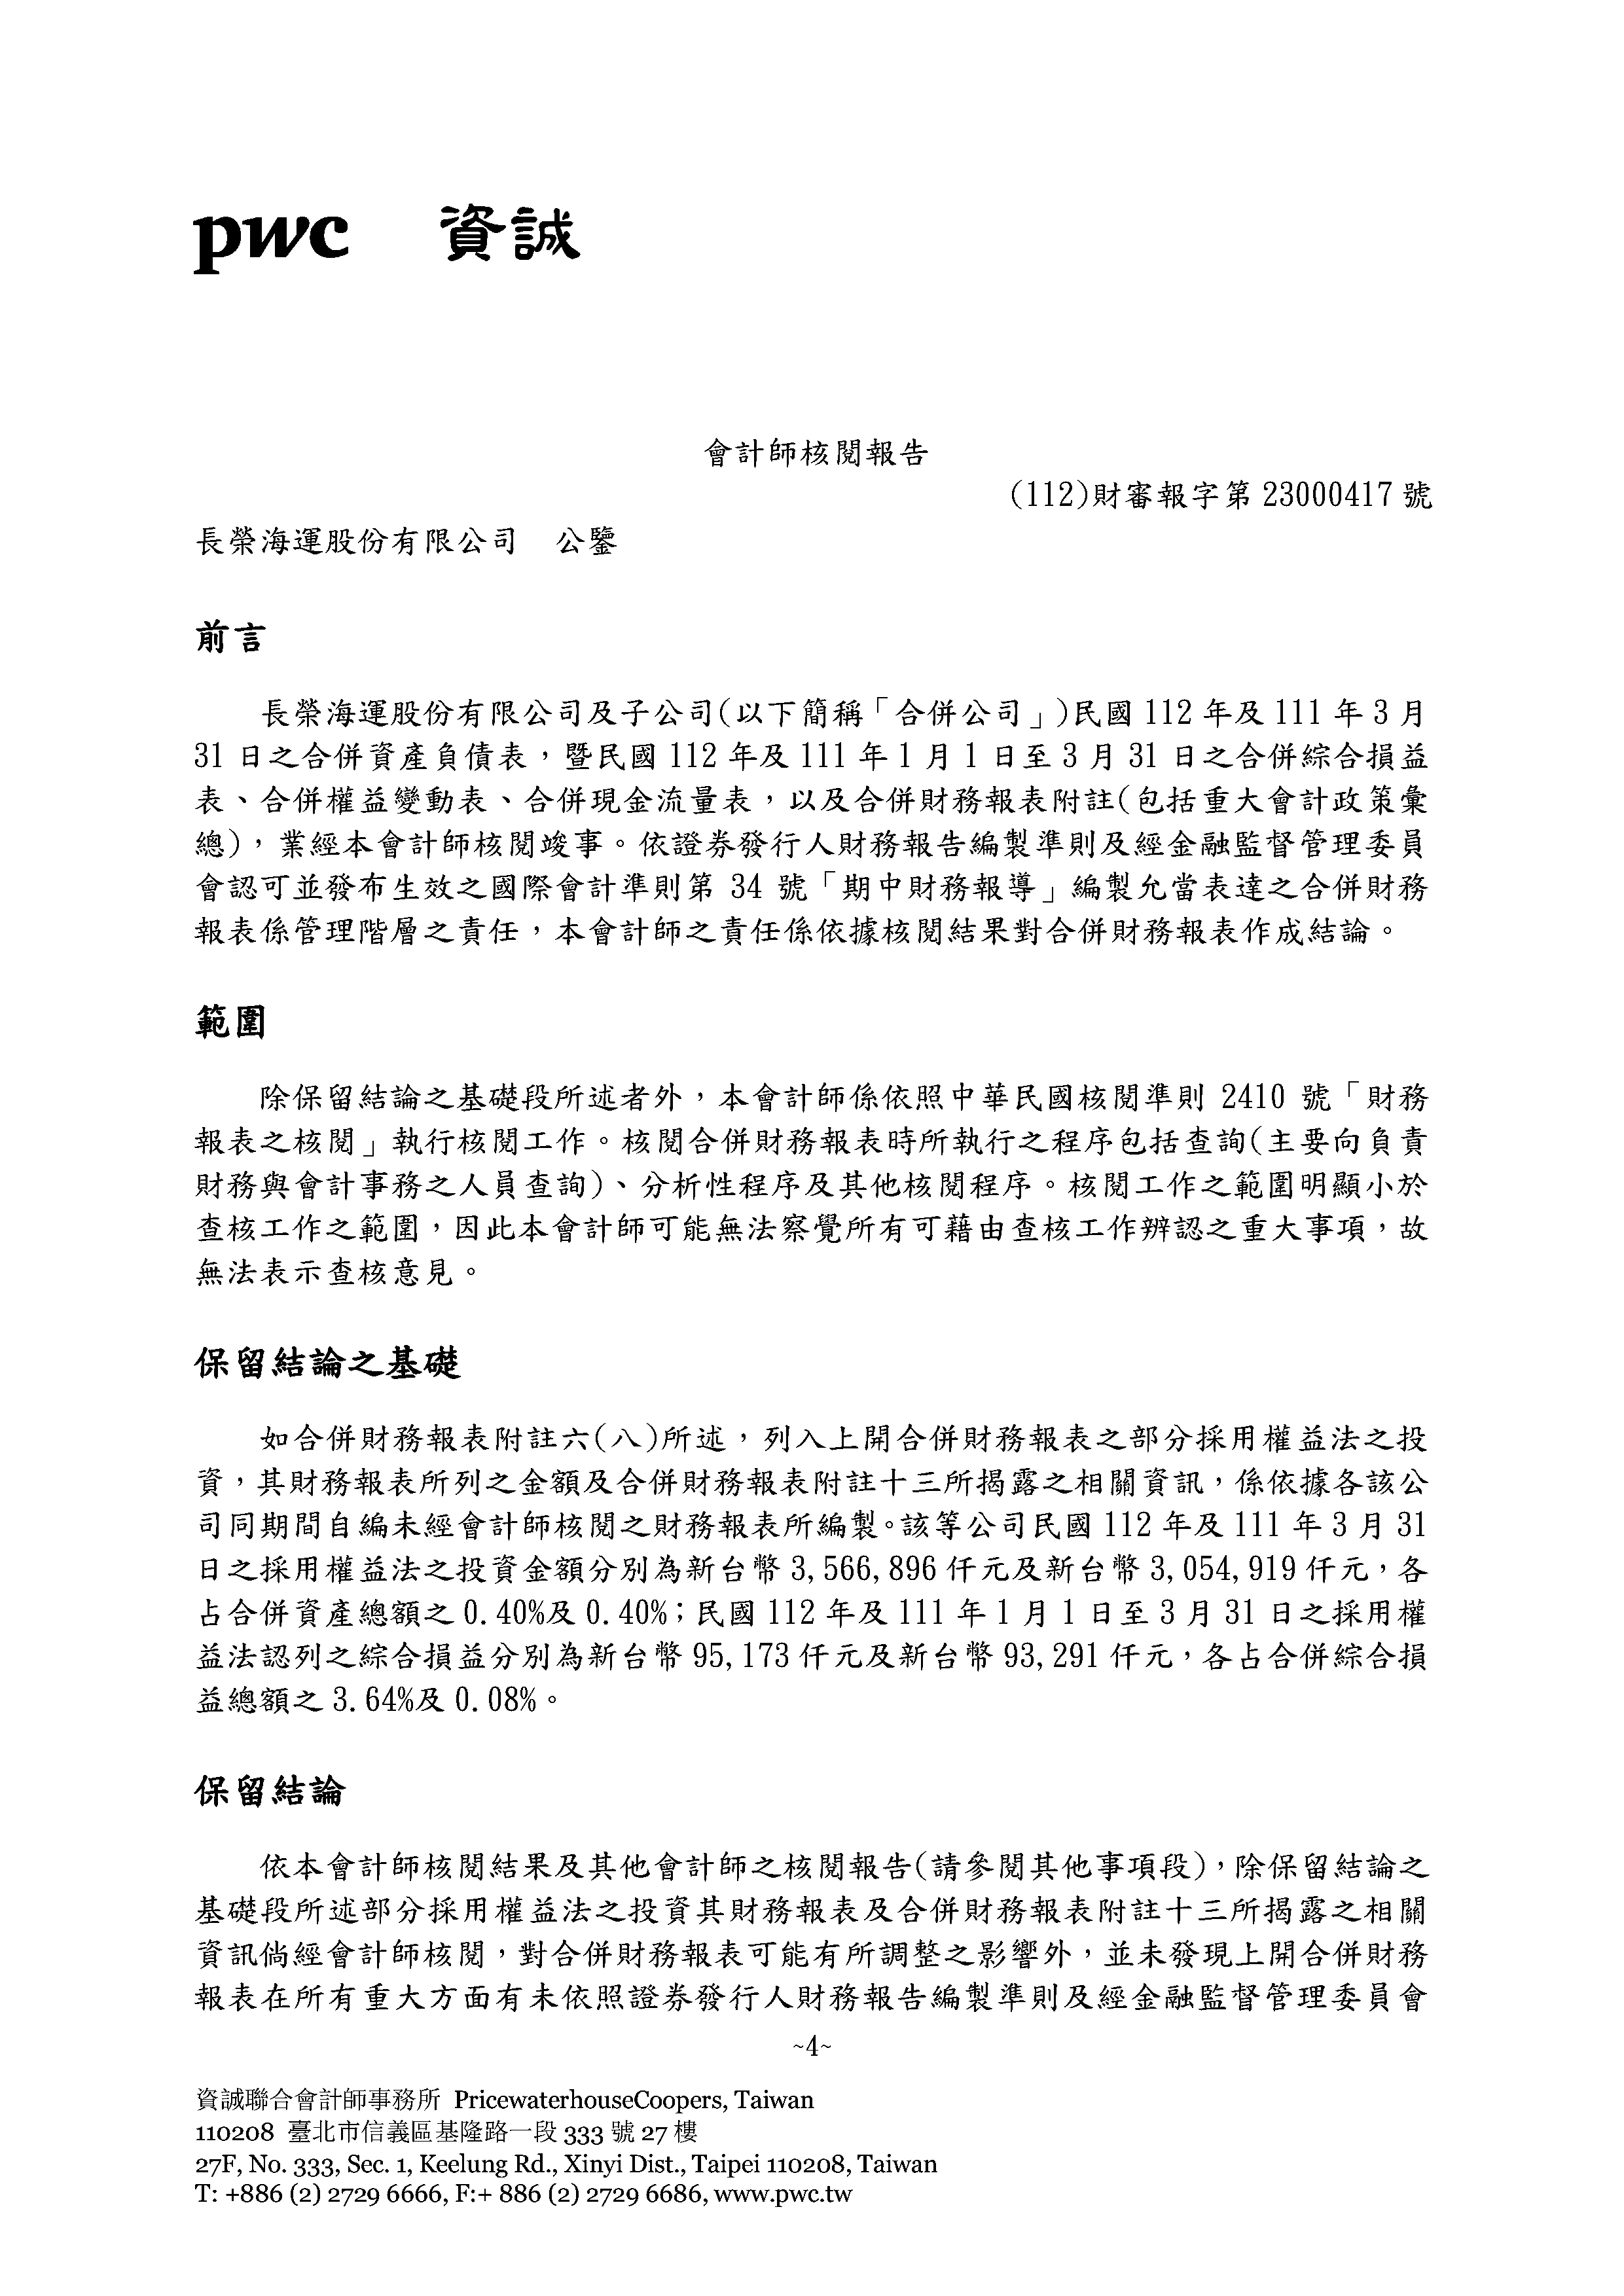 pwc 資誠
會計師核閱報告
(112)財審報字第 23000417 號
長榮海運股份有限公司 公鑒
前言
長榮海運股份有限公司及子公司(以下簡稱「合併公司」)民國 112 年及 111 年 3 月
31 日之合併資產負債表，暨民國 112 年及 111 年 1 月 1 日至 3 月 31 日之合併綜合損益
表、合併權益變動表、合併現金流量表，以及合併財務報表附註(包括重大會計政策彙
總)，業經本會計師核閱竣事。依證券發行人財務報告編製準則及經金融監督管理委員
會認可並發布生效之國際會計準則第 34 號「期中財務報導」編製允當表達之合併財務
報表係管理階層之責任，本會計師之責任係依據核閱結果對合併財務報表作成結論。
範圍
除保留結論之基礎段所述者外，本會計師係依照中華民國核閱準則 2410 號「財務
報表之核閱」執行核閱工作。核閱合併財務報表時所執行之程序包括查詢(主要向負責
財務與會計事務之人員查詢)、分析性程序及其他核閱程序。核閱工作之範圍明顯小於
查核工作之範圍，因此本會計師可能無法察覺所有可藉由查核工作辨認之重大事項，故
無法表示查核意見。
保留結論之基礎
如合併財務報表附註六(八)所述，列入上開合併財務報表之部分採用權益法之投
資，其財務報表所列之金額及合併財務報表附註十三所揭露之相關資訊，係依據各該公
司同期間自編未經會計師核閱之財務報表所編製。該等公司民國 112 年及 111 年 3 月 31
日之採用權益法之投資金額分別為新台幣 3,566,896 仟元及新台幣 3,054,919 仟元，各
占合併資產總額之 0.40%及 0.40%；民國 112 年及 111 年 1 月 1 日至 3 月 31 日之採用權
益法認列之綜合損益分別為新台幣 95,173 仟元及新台幣 93,291 仟元，各占合併綜合損
益總額之 3.64%及 0.08%。
保留結論
依本會計師核閱結果及其他會計師之核閱報告(請參閱其他事項段)，除保留結論之
基礎段所述部分採用權益法之投資其財務報表及合併財務報表附註十三所揭露之相關
資訊倘經會計師核閱，對合併財務報表可能有所調整之影響外，並未發現上開合併財務
報表在所有重大方面有未依照證券發行人財務報告編製準則及經金融監督管理委員會
~4~
資誠聯合會計師事務所 PricewaterhouseCoopers, Taiwan
110208 臺北市信義區基隆路一段 333 號 27 樓
27F, No. 333, Sec. 1, Keelung Rd., Xinyi Dist., Taipei 110208, Taiwan
T: +886 (2) 2729 6666, F:+ 886 (2) 2729 6686, www.pwc.tw